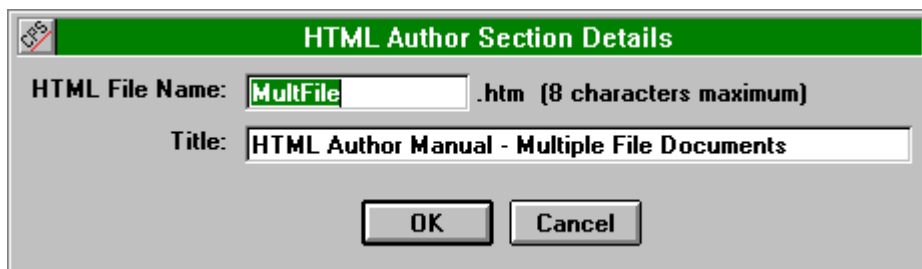 CPS
HTML Author Section Details
HTML File Name: MultFile .htm (8 characters maximum)
Title: HTML Author Manual - Multiple File Documents
OK Cancel